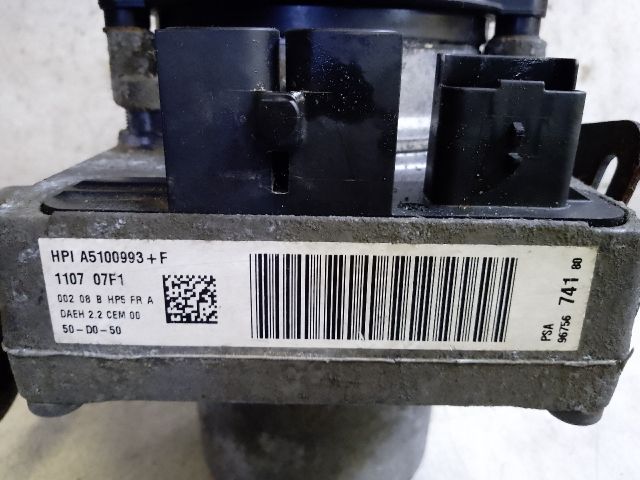 HPI A5100993+F
1107 07F1
002 08 B HP5 FR A
DAEH 2.2 CEM 00
50-D0-50
PSA
96756 741 80